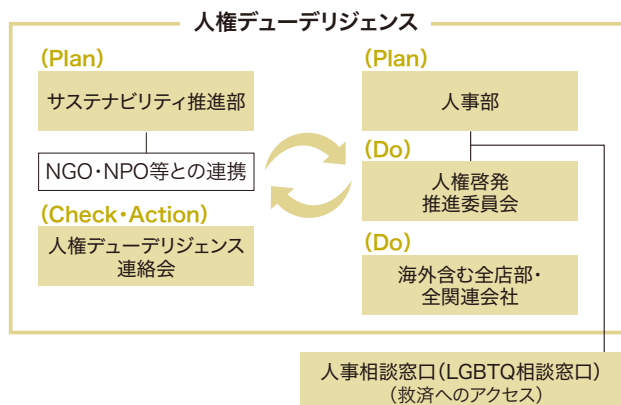 人権デューデリジェンス
(Plan)
サステナビリティ推進部
NGO・NPO等との連携
(Check・Action)
人権デューデリジェンス
連絡会
(Plan)
人事部
(Do)
人権啓発
推進委員会
(Do)
海外含む全店部・
全関連会社
人事相談窓口(LGBTQ相談窓口)
(救済へのアクセス)